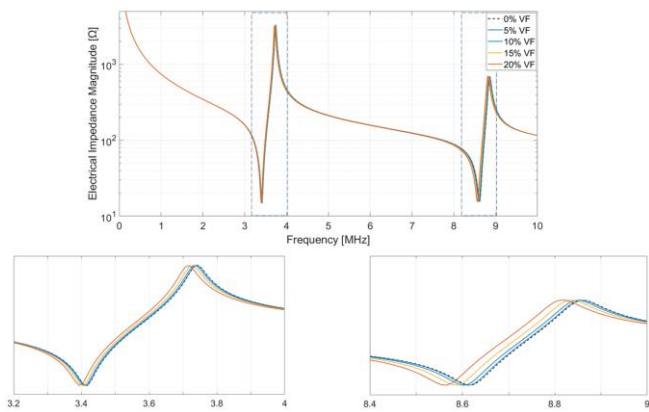 Electrical Impedance Magnitude [Ω]
10³
10²
10¹
0% VF
5% VF
10% VF
15% VF
20% VF
0 1 2 3 4 5 6 7 8 9 10
Frequency [MHz]
3.2 3.4 3.6 3.8 4
8.4 8.6 8.8 9